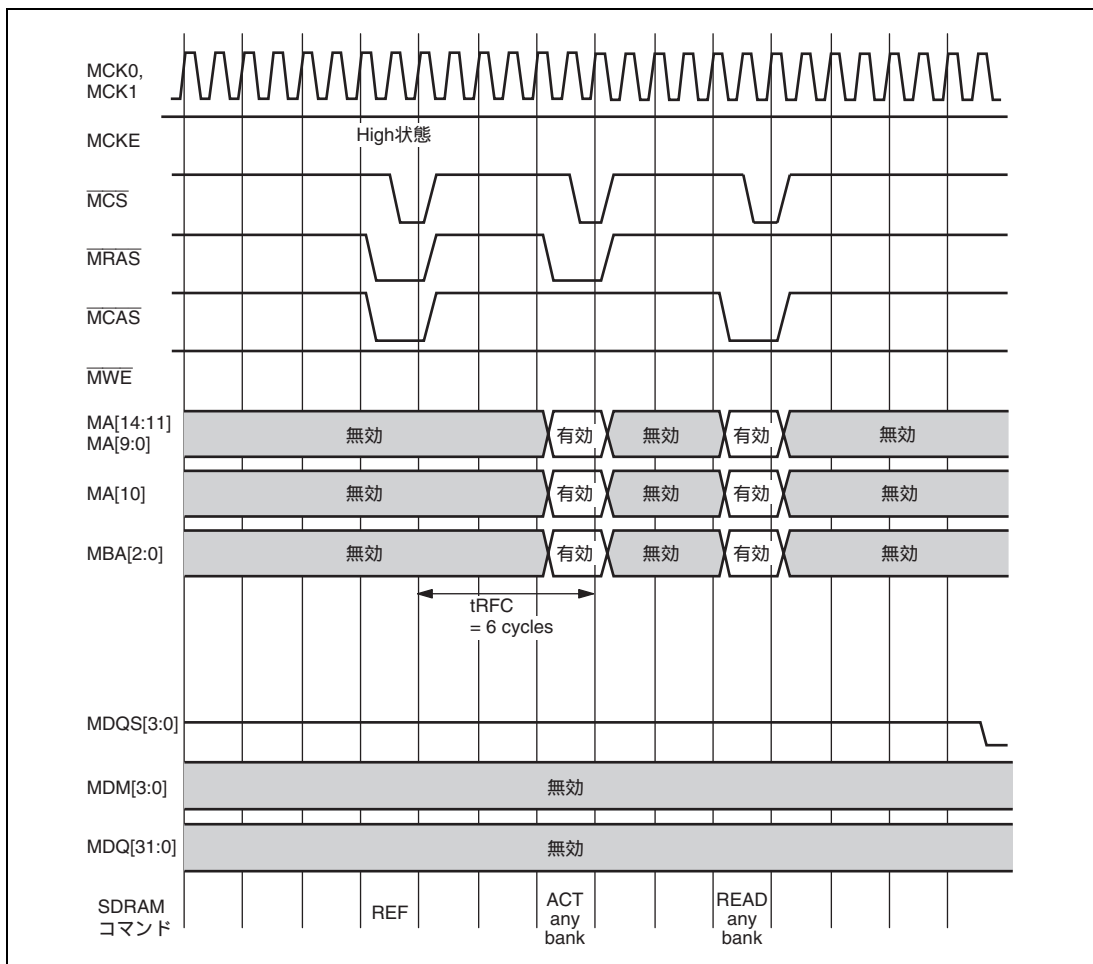 MCK0,
MCK1
MCKE
High状態
MCS
MRAS
MCAS
MWE
MA[14:11]
MA[9:0]
無効 有効 無効 有効 無効
MA[10]
無効 有効 無効 有効 無効
MBA[2:0]
無効 有効 無効 有効 無効
tRFC
= 6 cycles
MDQS[3:0]
MDM[3:0]
無効
MDQ[31:0]
無効
SDRAM
コマンド
REF
ACT
any
bank
READ
any
bank